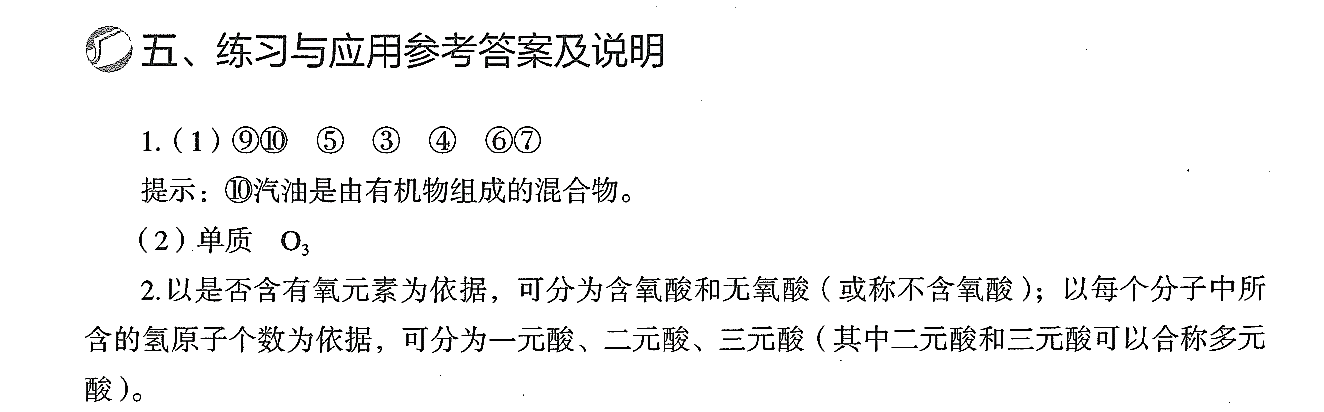 五、练习与应用参考答案及说明
1.(1)⑨⑩ ⑤ ③ ④ ⑥⑦
提示:⑩汽油是由有机物组成的混合物。
(2)单质 O₃
2.以是否含有氧元素为依据,可分为含氧酸和无氧酸(或称不含氧酸);以每个分子中所
含的氢原子个数为依据,可分为一元酸、二元酸、三元酸(其中二元酸和三元酸可以合称多元
酸)。